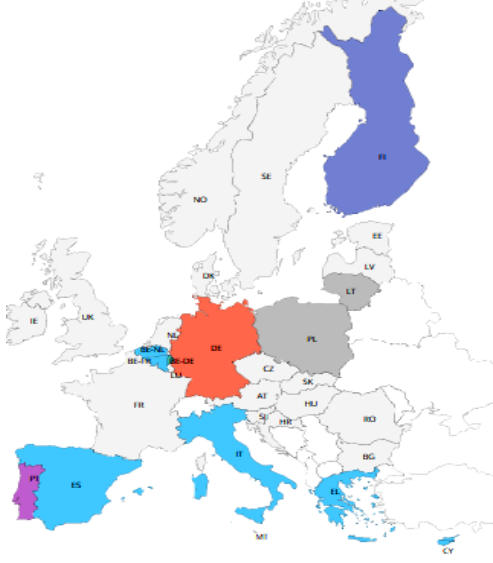 FI
SE
NO
EE
LV
DK
LT
IE
UK
NL
PL
DE
BE-NL
BE-FR
BE-DE
LU
CZ
SK
AT
HU
FR
SI
HR
RO
IT
BG
PT
ES
EL
MT
CY